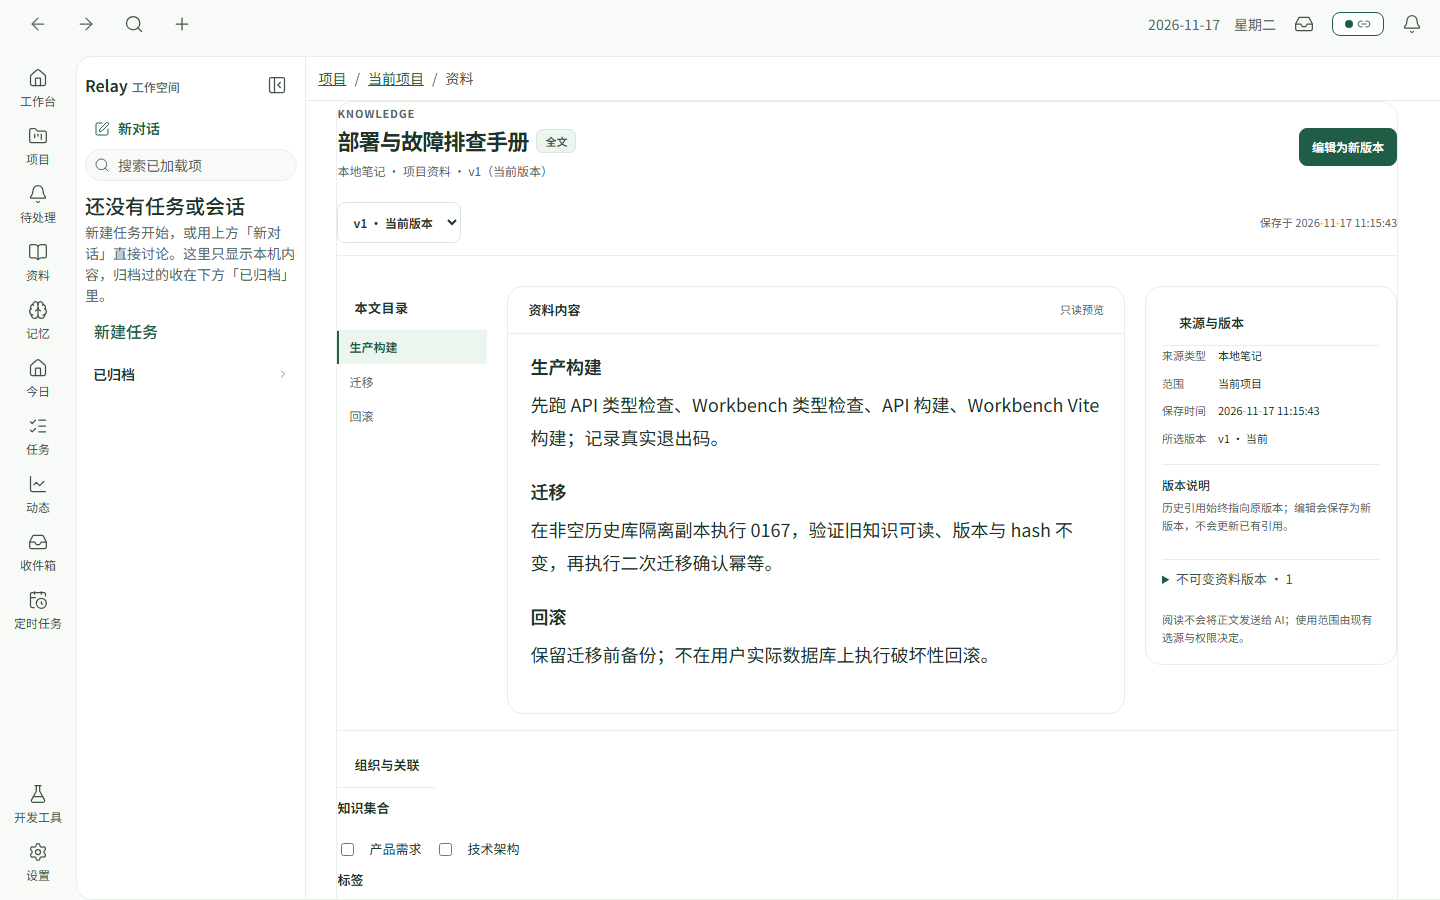 2026-11-17 星期二
工作台
项目
待处理
资料
记忆
今日
任务
动态
收件箱
定时任务
开发工具
设置
Relay 工作空间
新对话
搜索已加载项
还没有任务或会话
新建任务开始，或用上方「新对
话」直接讨论。这里只显示本机内
容，归档过的收在下方「已归档」
里。
新建任务
已归档
项目 / 当前项目 / 资料
KNOWLEDGE
部署与故障排查手册 全文
本地笔记 · 项目资料 · v1（当前版本）
编辑为新版本
v1 · 当前版本
保存于 2026-11-17 11:15:43
本文目录
生产构建
迁移
回滚
资料内容 只读预览
生产构建
先跑 API 类型检查、Workbench 类型检查、API 构建、Workbench Vite
构建；记录真实退出码。
迁移
在非空历史库隔离副本执行 0167，验证旧知识可读、版本与 hash 不
变，再执行二次迁移确认幂等。
回滚
保留迁移前备份；不在用户实际数据库上执行破坏性回滚。
来源与版本
来源类型 本地笔记
范围 当前项目
保存时间 2026-11-17 11:15:43
所选版本 v1 · 当前
版本说明
历史引用始终指向原版本；编辑会保存为新
版本，不会更新已有引用。
不可变资料版本 · 1
阅读不会将正文发送给 AI；使用范围由现有
选源与权限决定。
组织与关联
知识集合
产品需求 技术架构
标签